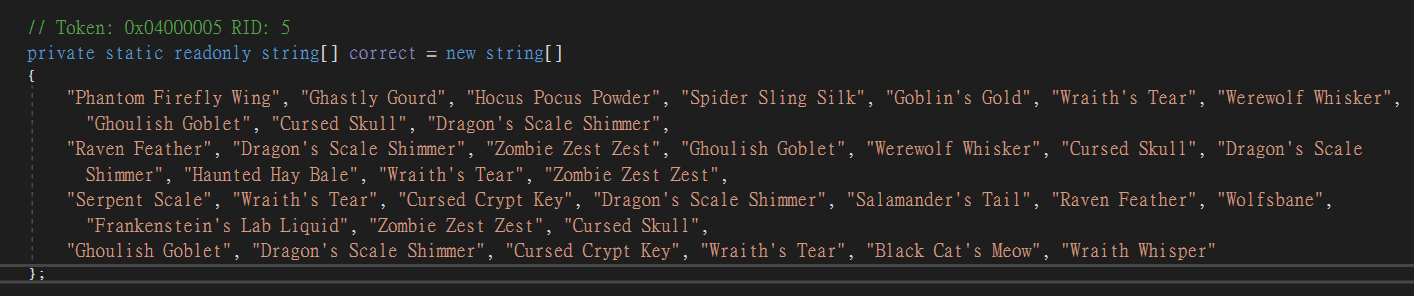 // Token: 0x04000005 RID: 5
private static readonly string[] correct = new string[]
{
"Phantom Firefly Wing", "Ghastly Gourd", "Hocus Pocus Powder", "Spider Sling Silk", "Goblin's Gold", "Wraith's Tear", "Werewolf Whisker",
"Ghoulish Goblet", "Cursed Skull", "Dragon's Scale Shimmer",
"Raven Feather", "Dragon's Scale Shimmer", "Zombie Zest Zest", "Ghoulish Goblet", "Werewolf Whisker", "Cursed Skull", "Dragon's Scale
Shimmer", "Haunted Hay Bale", "Wraith's Tear", "Zombie Zest Zest",
"Serpent Scale", "Wraith's Tear", "Cursed Crypt Key", "Dragon's Scale Shimmer", "Salamander's Tail", "Raven Feather", "Wolfsbane",
"Frankenstein's Lab Liquid", "Zombie Zest Zest", "Cursed Skull",
"Ghoulish Goblet", "Dragon's Scale Shimmer", "Cursed Crypt Key", "Wraith's Tear", "Black Cat's Meow", "Wraith Whisper"
};